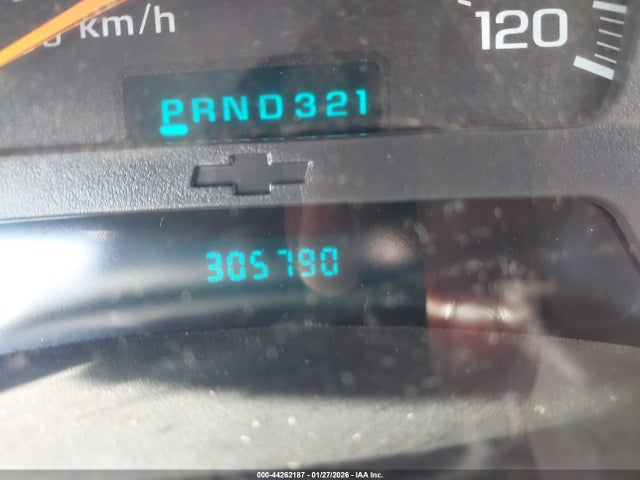 km/h
120
PRND321
305790
000-44262187 - 01/27/2026 - IAA Inc.